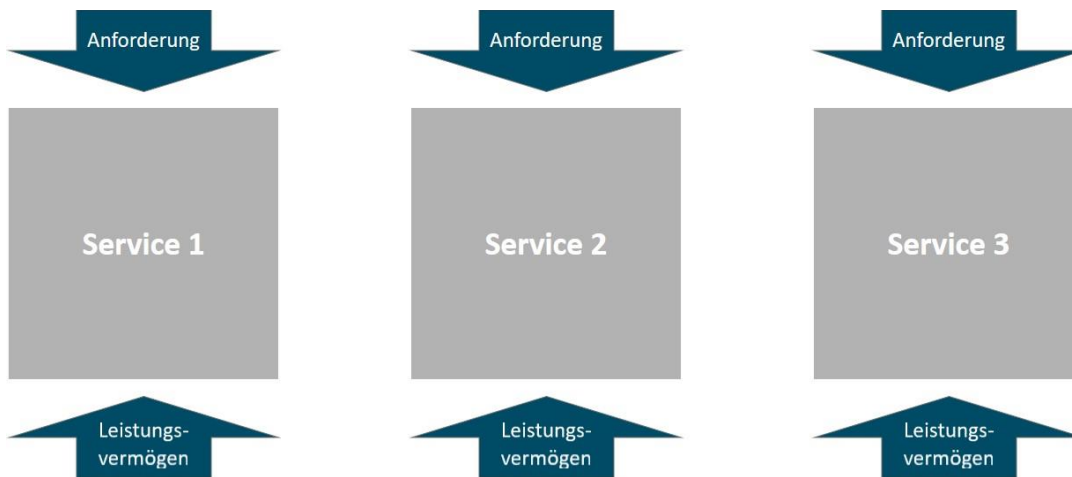 Anforderung
Anforderung
Anforderung
Service 1
Service 2
Service 3
Leistungs-
vermögen
Leistungs-
vermögen
Leistungs-
vermögen